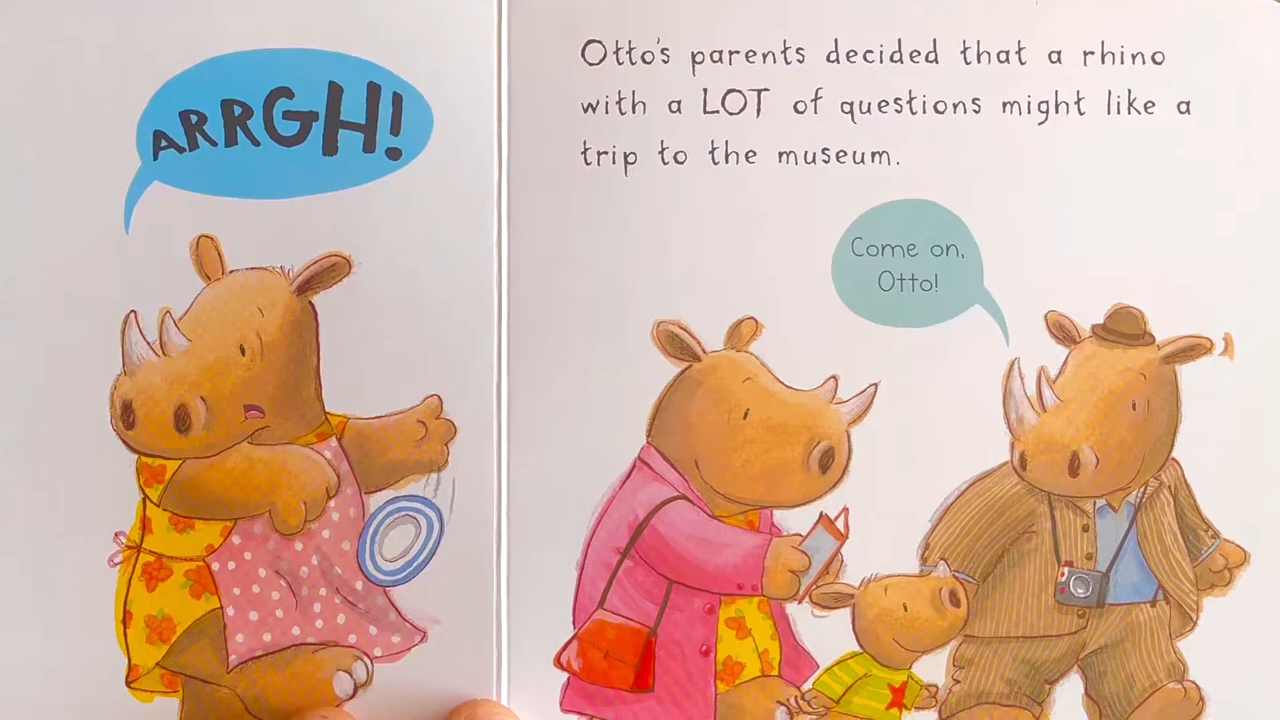 ARRGH!
Otto's parents decided that a rhino
with a LOT of questions might like a
trip to the museum.
Come on,
Otto!